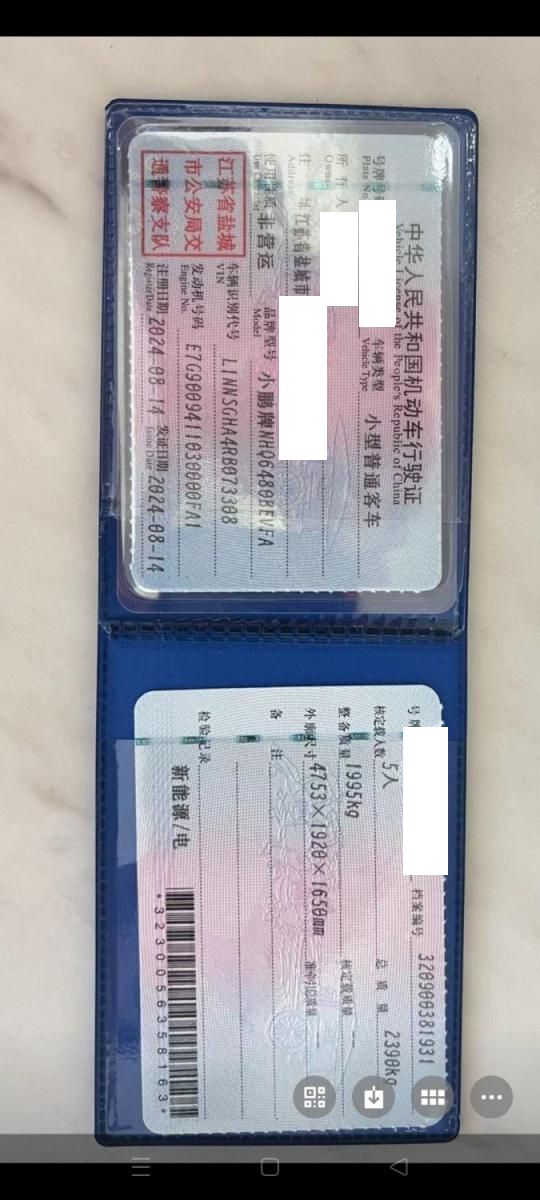 中华人民共和国机动车行驶证
Vehicle License of the People's Republic of China
号牌号码
Plate No.
车辆类型 小型普通客车
Vehicle Type
所有人
Owner
住 址 江苏省盐城市
Address
使用性质 非营运
Use Character
品牌型号 小鹏牌NHQ6480BEVFA
Model
江苏省盐城
市公安局交
通警察支队
车辆识别代号 L1NNSGHA4RB073308
VIN
发动机号码 E7G9009411030000FA1
Engine No.
注册日期 2024-08-14
Register Date
发证日期 2024-08-14
Issue Date
号牌
档案编号 320900381931
核定载人数 5人
总质量 2390kg
整备质量 1995kg
核定载质量 --
外廓尺寸 4753×1920×1650mm
准牵引总质量 --
备 注
检验记录
新能源/电
*3230056358163*